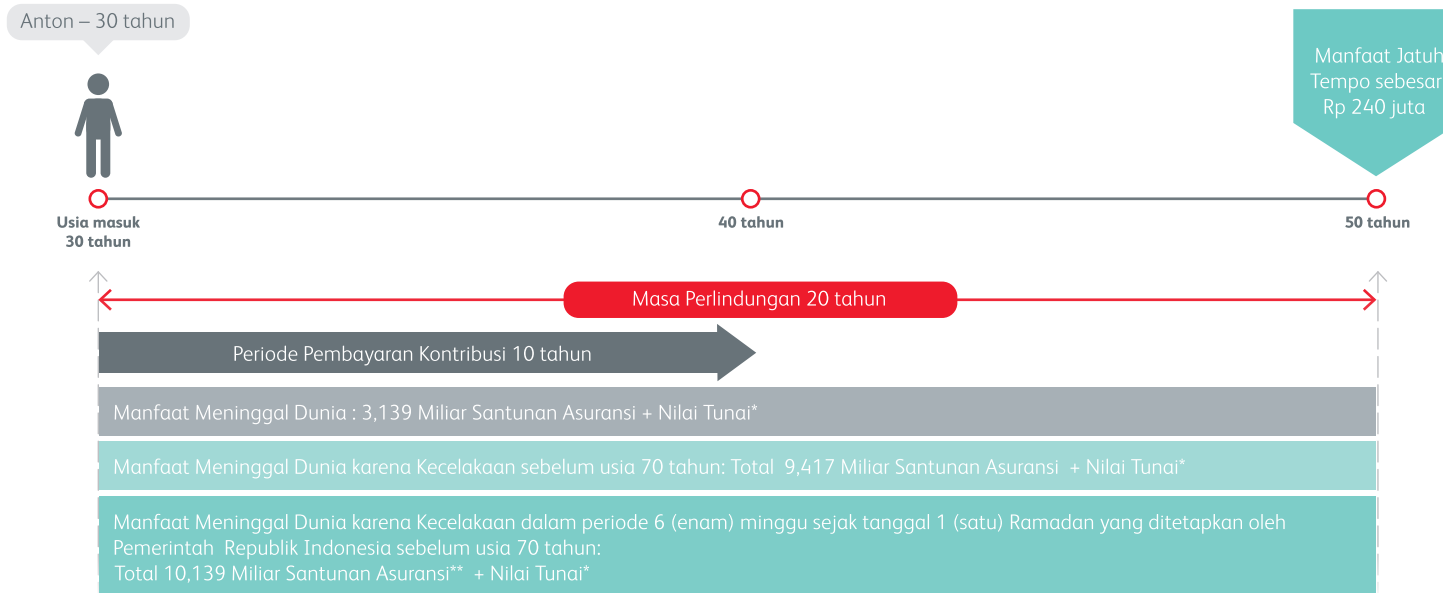 Anton – 30 tahun
Manfaat Jatuh
Tempo sebesar
Rp 240 juta
Usia masuk
30 tahun
40 tahun
50 tahun
Masa Perlindungan 20 tahun
Periode Pembayaran Kontribusi 10 tahun
Manfaat Meninggal Dunia : 3,139 Miliar Santunan Asuransi + Nilai Tunai*
Manfaat Meninggal Dunia karena Kecelakaan sebelum usia 70 tahun: Total 9,417 Miliar Santunan Asuransi + Nilai Tunai*
Manfaat Meninggal Dunia karena Kecelakaan dalam periode 6 (enam) minggu sejak tanggal 1 (satu) Ramadan yang ditetapkan oleh
Pemerintah Republik Indonesia sebelum usia 70 tahun:
Total 10,139 Miliar Santunan Asuransi** + Nilai Tunai*